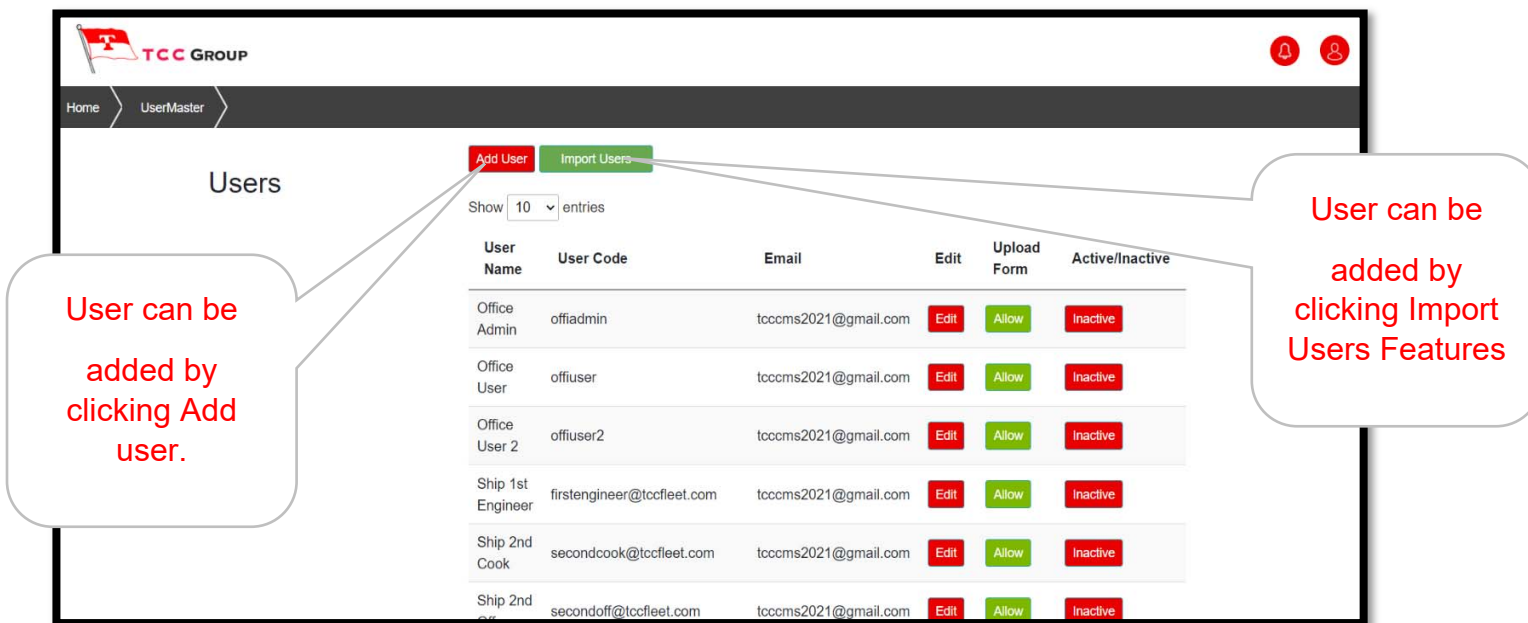 TCC GROUP
Home UserMaster
Add User Import Users
Users
Show 10 entries
User Name User Code Email Edit Upload Form Active/Inactive
Office Admin offiadmin tcccms2021@gmail.com Edit Allow Inactive
Office User offiuser tcccms2021@gmail.com Edit Allow Inactive
Office User 2 offiuser2 tcccms2021@gmail.com Edit Allow Inactive
Ship 1st Engineer firstengineer@tccfleet.com tcccms2021@gmail.com Edit Allow Inactive
Ship 2nd Cook secondcook@tccfleet.com tcccms2021@gmail.com Edit Allow Inactive
Ship 2nd secondoff@tccfleet.com tcccms2021@gmail.com Edit Allow Inactive
User can be
added by
clicking Add
user.
User can be
added by
clicking Import
Users Features